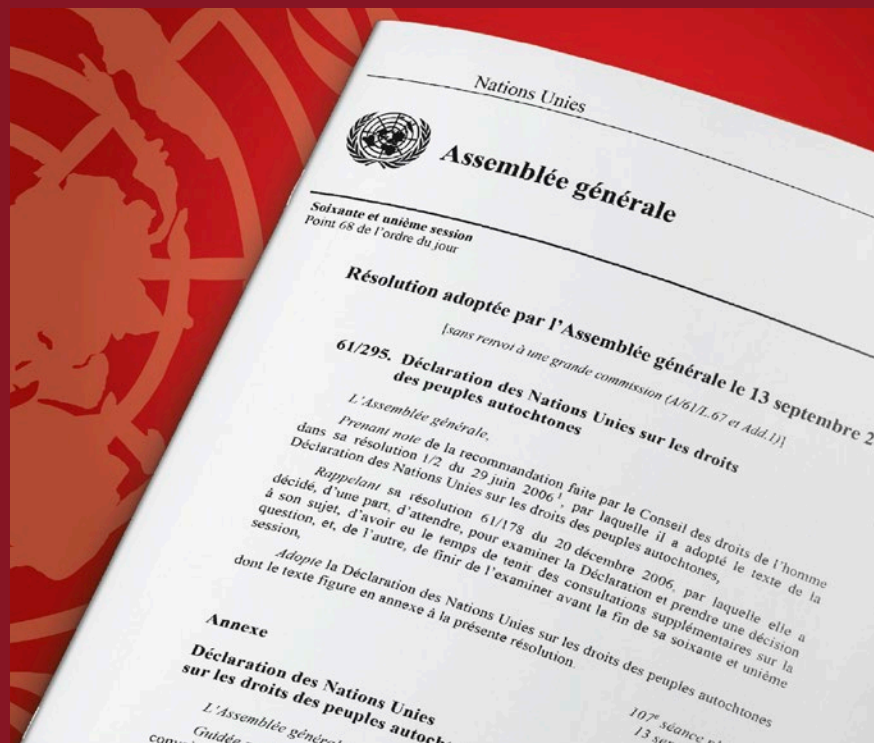 Nations Unies
Assemblée générale
Soixante et unième session
Point 68 de l'ordre du jour
Résolution adoptée par l'Assemblée générale le 13 septembre
[sans renvoi à une grande commission (A/61/L.67 et Add.1)]
61/295. Déclaration des Nations Unies sur les droits
des peuples autochtones
L'Assemblée générale,
Prenant note de la recommandation faite par le Conseil des droits de l'homme
dans sa résolution 1/2 du 29 juin 2006¹, par laquelle il a adopté le texte de la
Déclaration des Nations Unies sur les droits des peuples autochtones,
Rappelant sa résolution 61/178 du 20 décembre 2006, par laquelle elle a
décidé, d'une part, d'attendre, pour examiner la Déclaration et prendre une décision
à son sujet, d'avoir eu le temps de tenir des consultations supplémentaires sur la
question, et, de l'autre, de finir de l'examiner avant la fin de sa soixante et unième
session,
Adopte la Déclaration des Nations Unies sur les droits des peuples autochtones
dont le texte figure en annexe à la présente résolution.
107e séance
13
Annexe
Déclaration des Nations Unies
sur les droits des peuples
L'Assemblée
Guidée